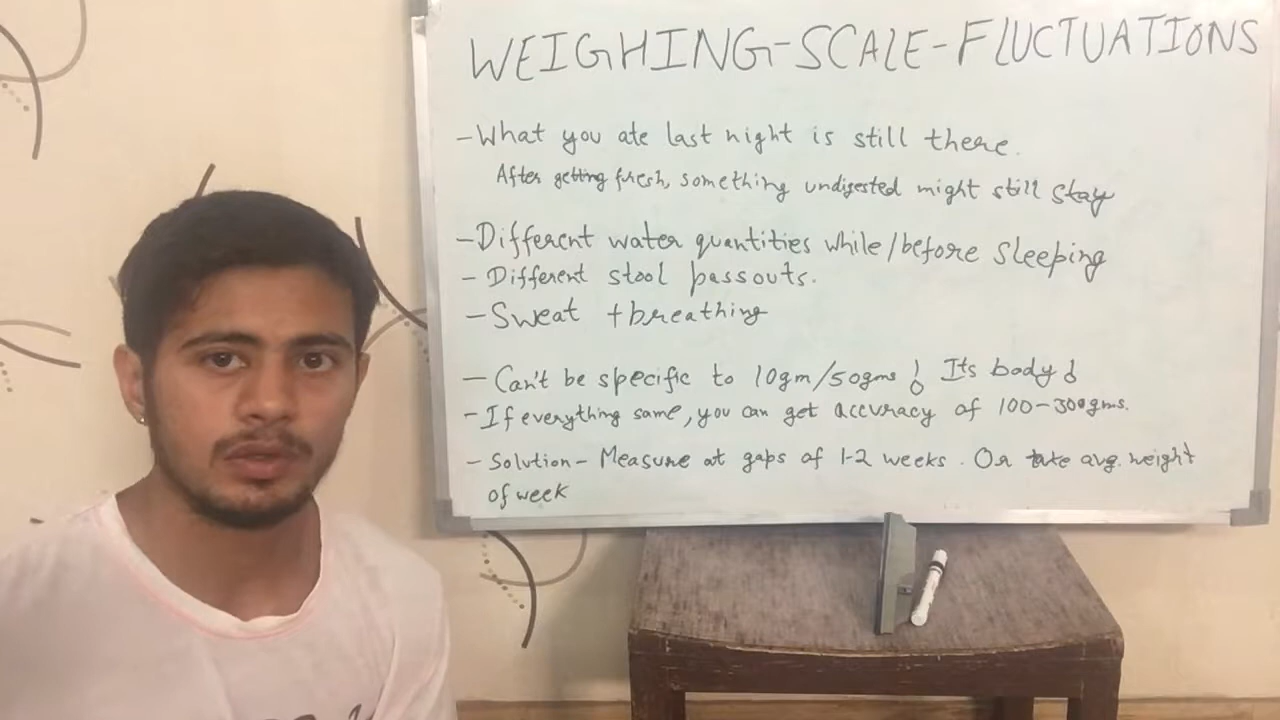 WEIGHING-SCALE-FLUCTUATIONS
- What you ate last night is still there.
After getting fresh, something undigested might still stay
- Different water quantities while/before sleeping
- Different stool passouts.
- Sweat + breathing
- Can't be specific to 10gm/50gms! Its body!
- If everything same, you can get accuracy of 100-300gms.
- Solution - Measure at gaps of 1-2 weeks. Or take avg. weight
of week